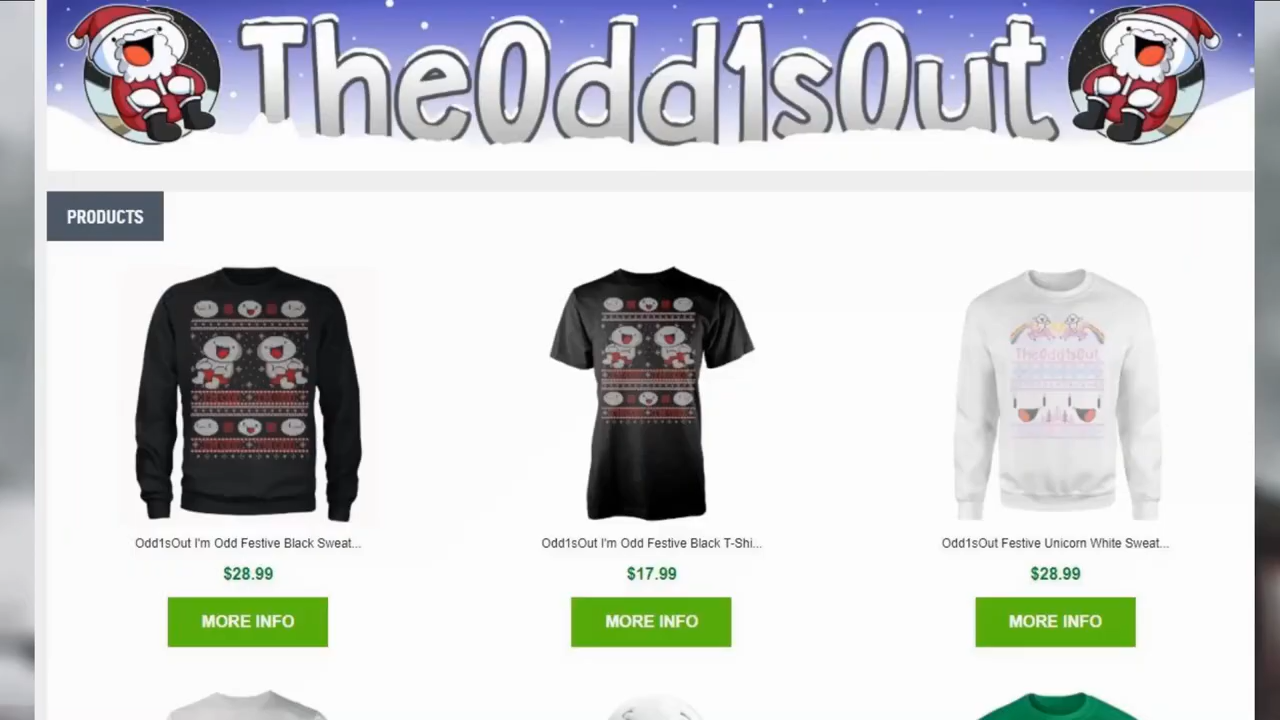 TheOdd1sOut
PRODUCTS
Odd1sOut I'm Odd Festive Black Sweat...
$28.99
MORE INFO
Odd1sOut I'm Odd Festive Black T-Shi...
$17.99
MORE INFO
TheOdd1sOut
Odd1sOut Festive Unicorn White Sweat...
$28.99
MORE INFO